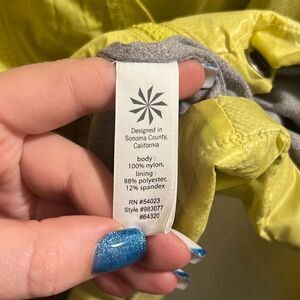 Designed in
Sonoma County,
California
body :
100% nylon,
lining :
88% polyester,
12% spandex
RN #54023
Style #983077
#64320